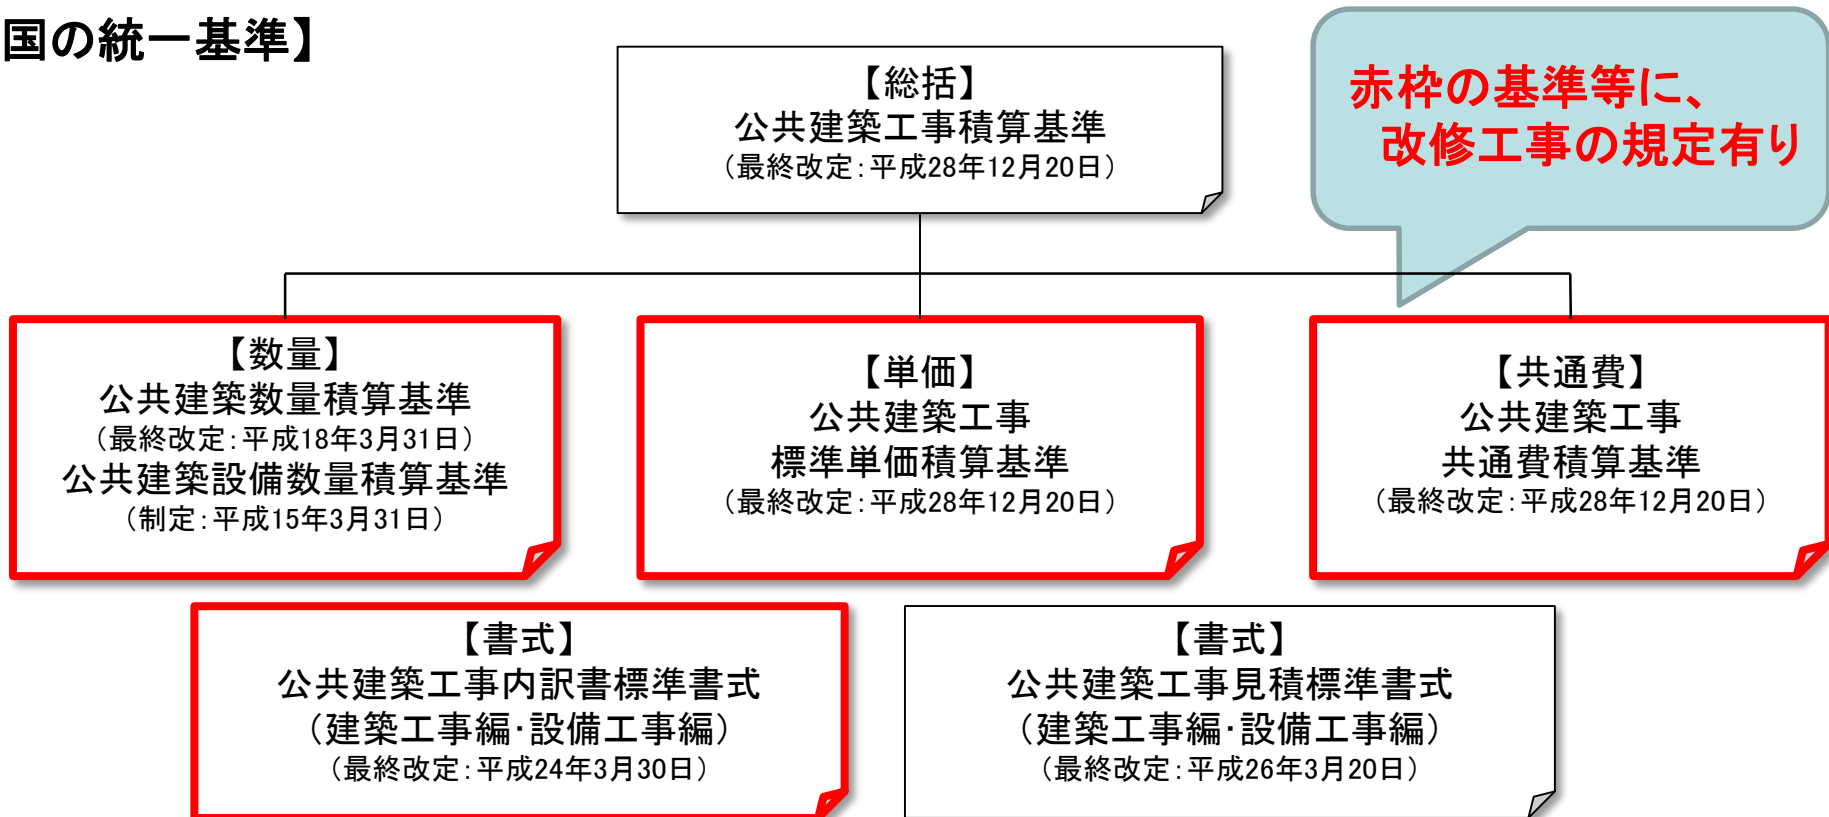 国の統一基準】
【総括】
公共建築工事積算基準
（最終改定：平成28年12月20日）
赤枠の基準等に、
改修工事の規定有り
【数量】
公共建築数量積算基準
（最終改定：平成18年3月31日）
公共建築設備数量積算基準
（制定：平成15年3月31日）
【単価】
公共建築工事
標準単価積算基準
（最終改定：平成28年12月20日）
【共通費】
公共建築工事
共通費積算基準
（最終改定：平成28年12月20日）
【書式】
公共建築工事内訳書標準書式
（建築工事編・設備工事編）
（最終改定：平成24年3月30日）
【書式】
公共建築工事見積標準書式
（建築工事編・設備工事編）
（最終改定：平成26年3月20日）